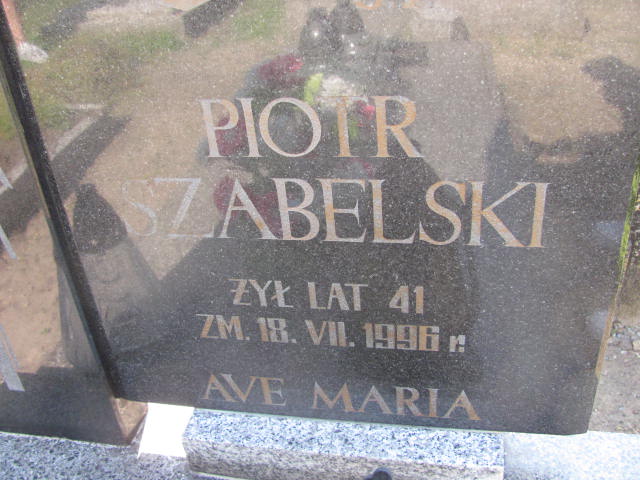 PIOTR
SZABELSKI
ŻYŁ LAT 41
ZM. 18. VII. 1996 r.
AVE MARIA